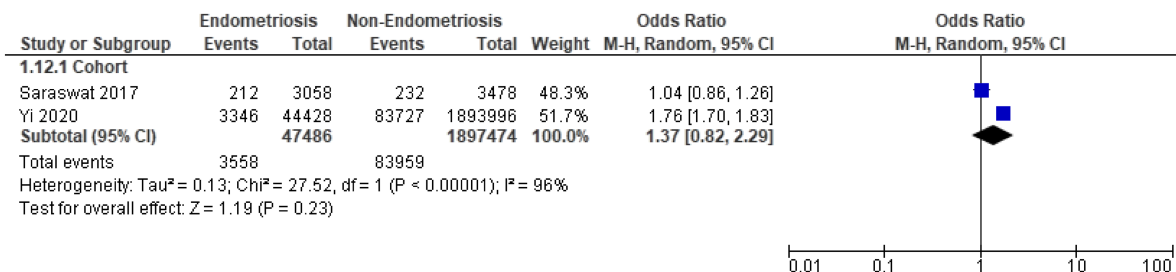 Endometriosis Non-Endometriosis Odds Ratio Odds Ratio
Study or Subgroup Events Total Events Total Weight M-H, Random, 95% CI M-H, Random, 95% CI
1.12.1 Cohort
Saraswat 2017 212 3058 232 3478 48.3% 1.04 [0.86, 1.26]
Yi 2020 3346 44428 83727 1893996 51.7% 1.76 [1.70, 1.83]
Subtotal (95% CI) 47486 1897474 100.0% 1.37 [0.82, 2.29]
Total events 3558 83959
Heterogeneity: Tau² = 0.13; Chi² = 27.52, df = 1 (P < 0.00001); I² = 96%
Test for overall effect: Z = 1.19 (P = 0.23)
0.01 0.1 1 10 100